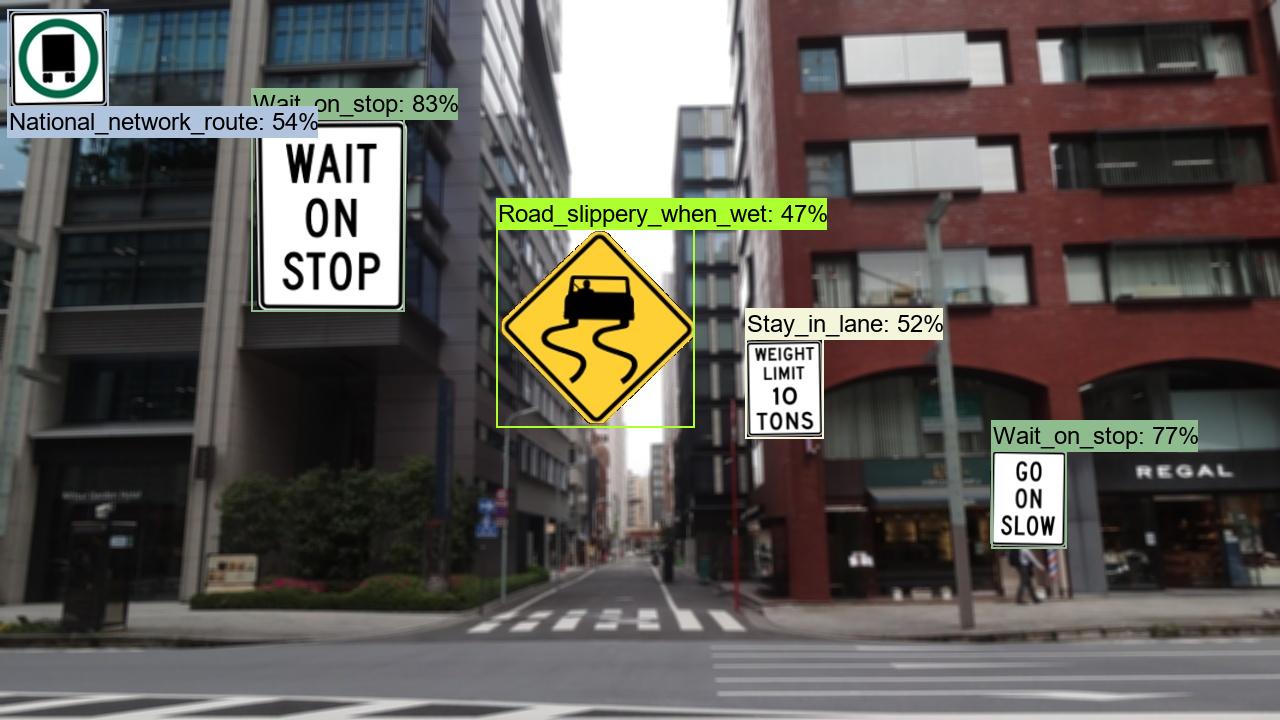 Wait_on_stop: 83%
National_network_route: 54%
WAIT
ON
STOP
Road_slippery_when_wet: 47%
Stay_in_lane: 52%
WEIGHT
LIMIT
10
TONS
Wait_on_stop: 77%
GO
ON
SLOW
REGAL